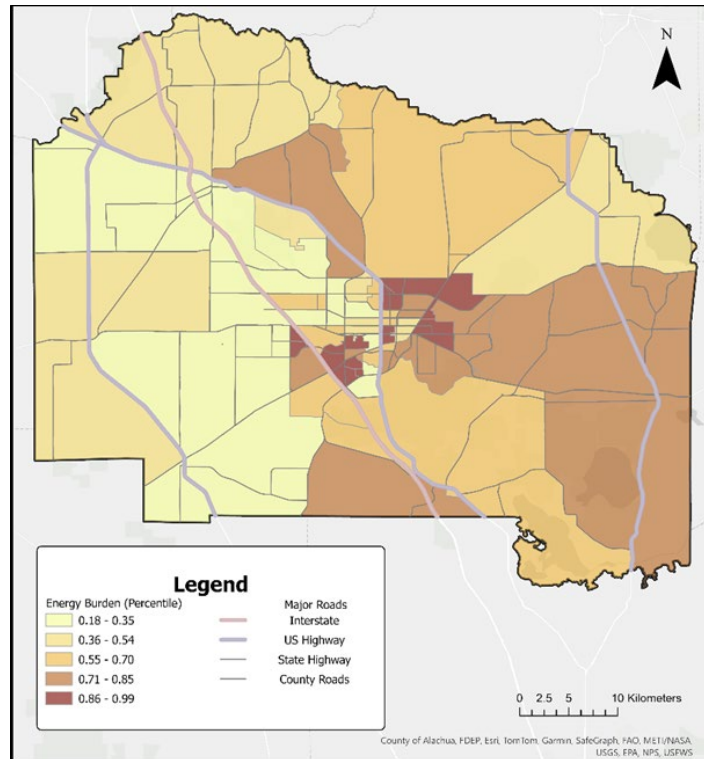 N
Legend
Energy Burden (Percentile)
0.18 - 0.35
0.36 - 0.54
0.55 - 0.70
0.71 - 0.85
0.86 - 0.99
Major Roads
Interstate
US Highway
State Highway
County Roads
0 2.5 5 10 Kilometers
County of Alachua, FDEP, Esri, TomTom, Garmin, SafeGraph, FAO, METI/NASA,
USGS, EPA, NPS, USFWS